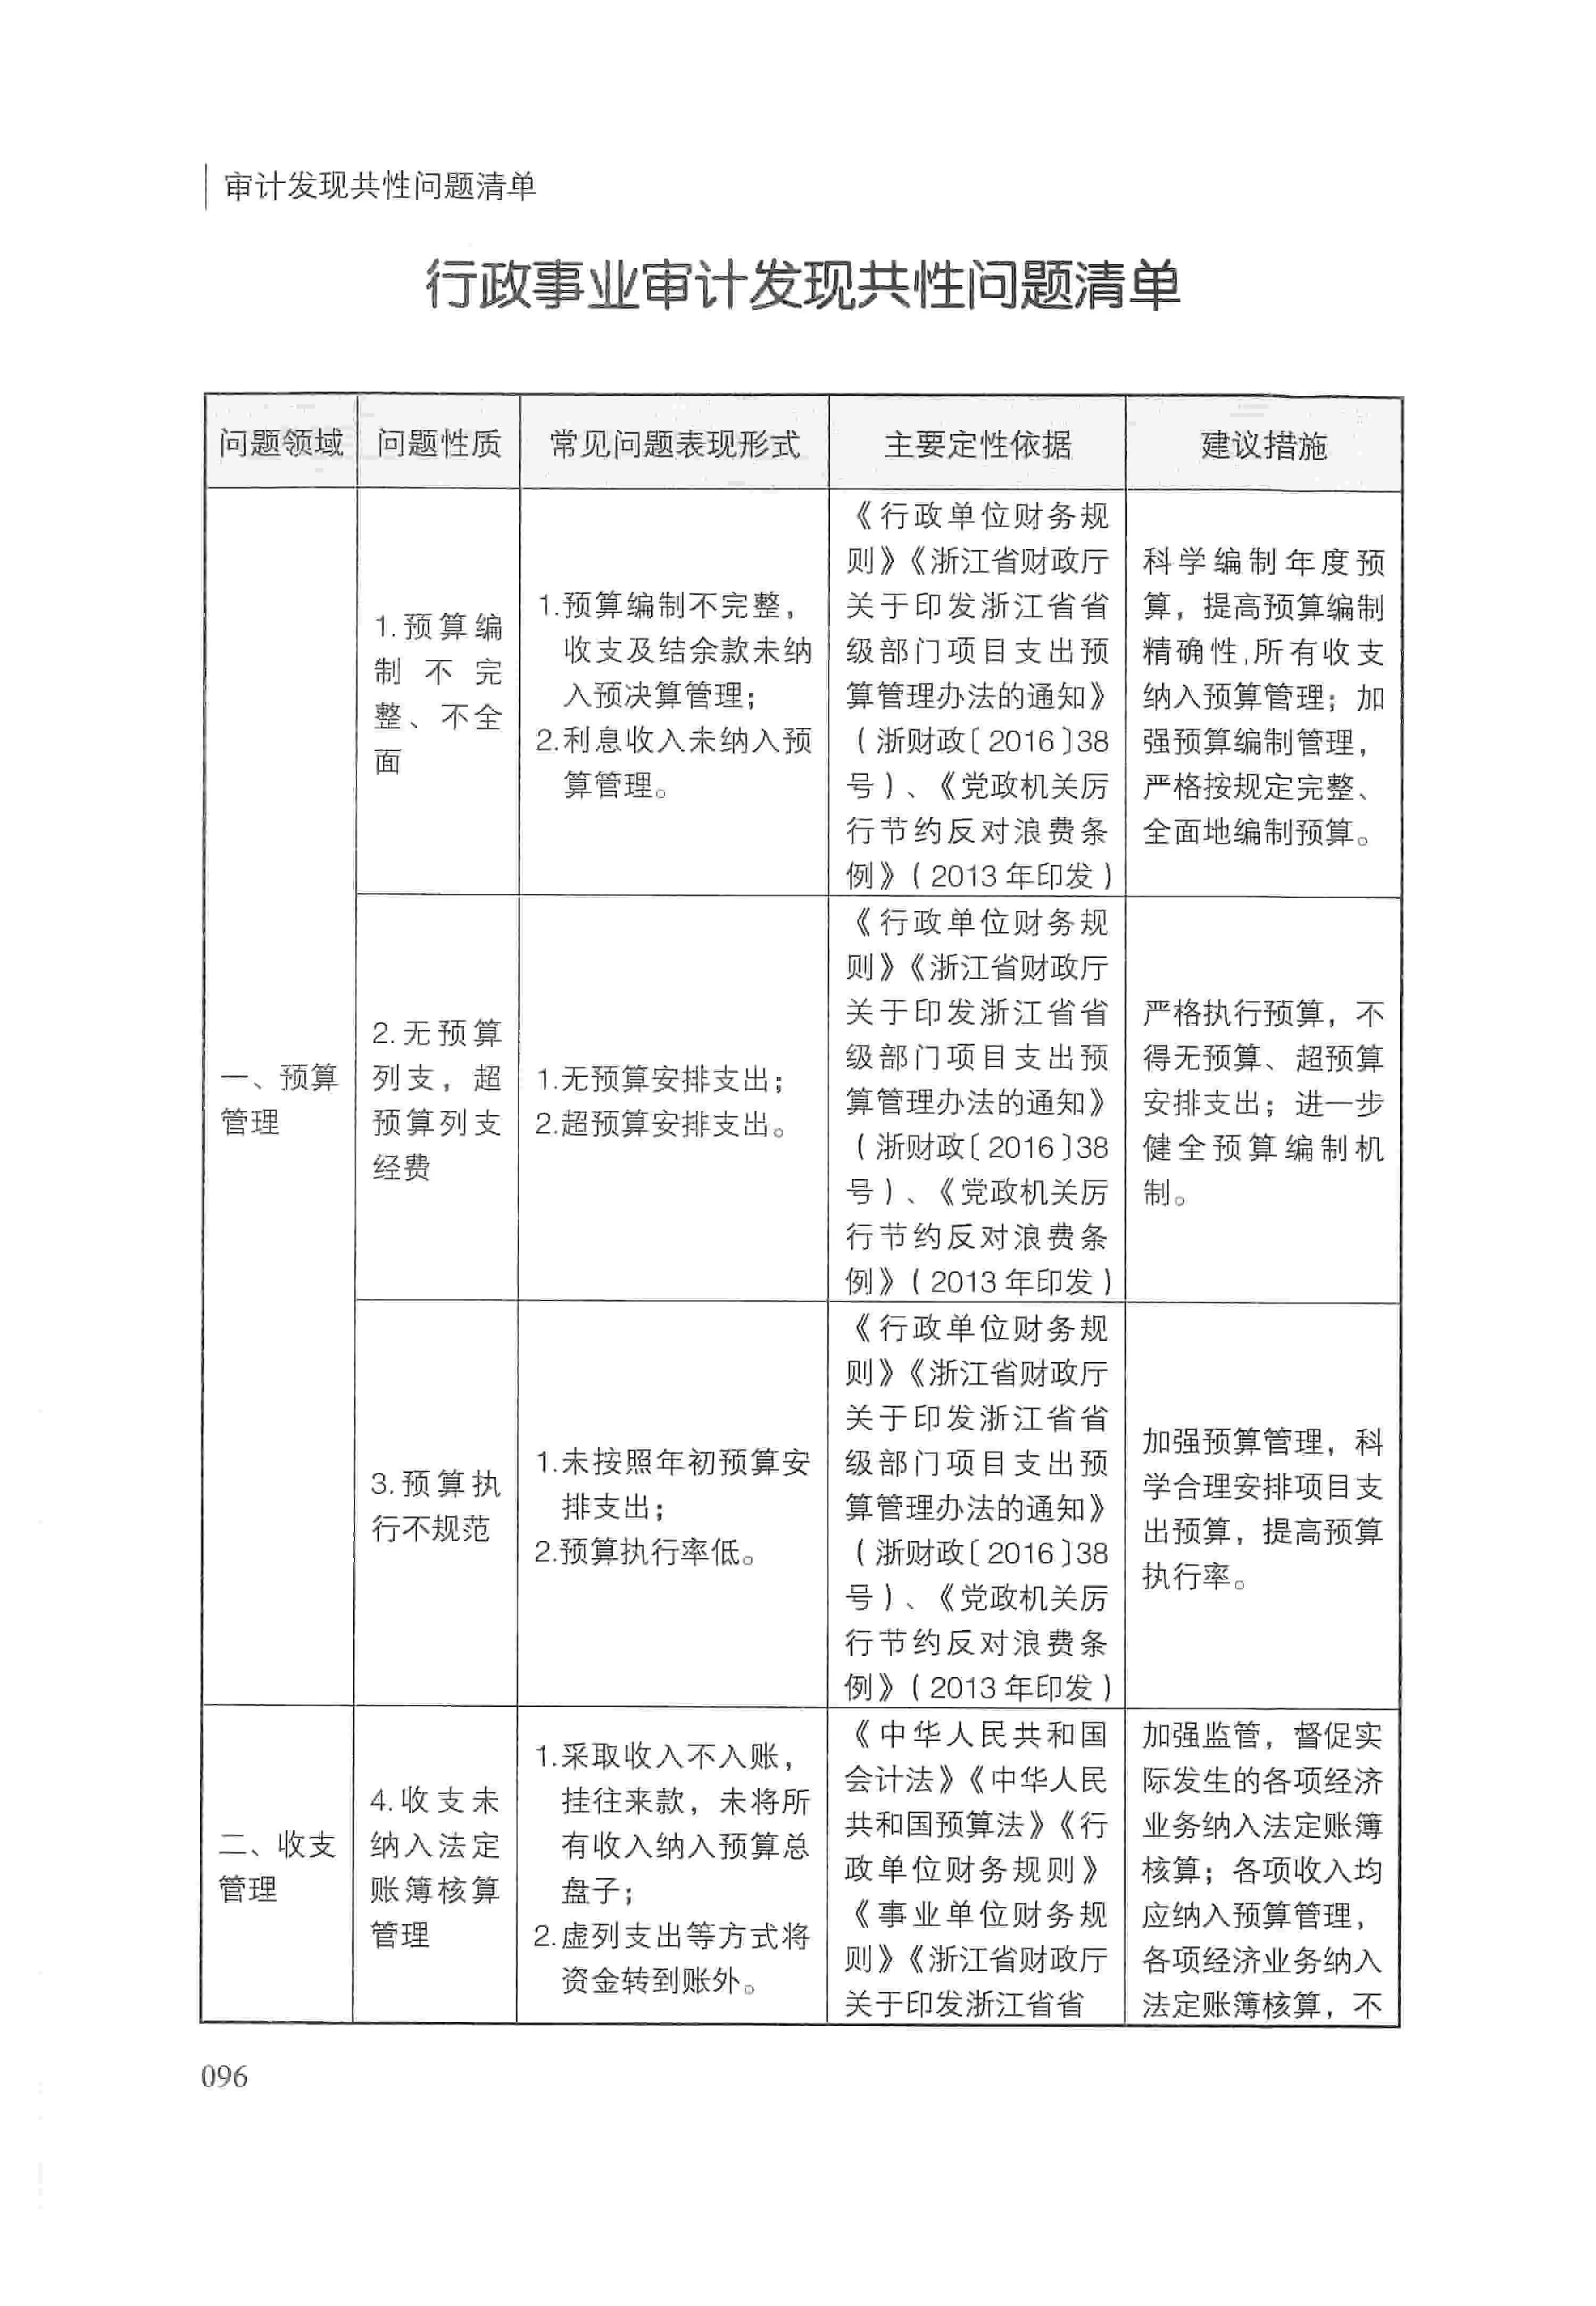 审计发现共性问题清单
行政事业审计发现共性问题清单
问题领域
问题性质
常见问题表现形式
主要定性依据
建议措施
一、预算
管理
1.预算编
制不完
整、不全
面
1.预算编制不完整，
收支及结余款未纳
入预决算管理；
2.利息收入未纳入预
算管理。
《行政单位财务规
则》《浙江省财政厅
关于印发浙江省省
级部门项目支出预
算管理办法的通知》
（浙财政〔2016〕38
号）、《党政机关厉
行节约反对浪费条
例》（2013年印发）
科学编制年度预
算，提高预算编制
精确性,所有收支
纳入预算管理；加
强预算编制管理，
严格按规定完整、
全面地编制预算。
2.无预算
列支，超
预算列支
经费
1.无预算安排支出；
2.超预算安排支出。
《行政单位财务规
则》《浙江省财政厅
关于印发浙江省省
级部门项目支出预
算管理办法的通知》
（浙财政〔2016〕38
号）、《党政机关厉
行节约反对浪费条
例》（2013年印发）
严格执行预算，不
得无预算、超预算
安排支出；进一步
健全预算编制机
制。
3.预算执
行不规范
1.未按照年初预算安
排支出；
2.预算执行率低。
《行政单位财务规
则》《浙江省财政厅
关于印发浙江省省
级部门项目支出预
算管理办法的通知》
（浙财政〔2016〕38
号）、《党政机关厉
行节约反对浪费条
例》（2013年印发）
加强预算管理，科
学合理安排项目支
出预算，提高预算
执行率。
二、收支
管理
4.收支未
纳入法定
账簿核算
管理
1.采取收入不入账，
挂往来款，未将所
有收入纳入预算总
盘子；
2.虚列支出等方式将
资金转到账外。
《中华人民共和国
会计法》《中华人民
共和国预算法》《行
政单位财务规则》
《事业单位财务规
则》《浙江省财政厅
关于印发浙江省省
加强监管，督促实
际发生的各项经济
业务纳入法定账簿
核算；各项收入均
应纳入预算管理，
各项经济业务纳入
法定账簿核算，不
096